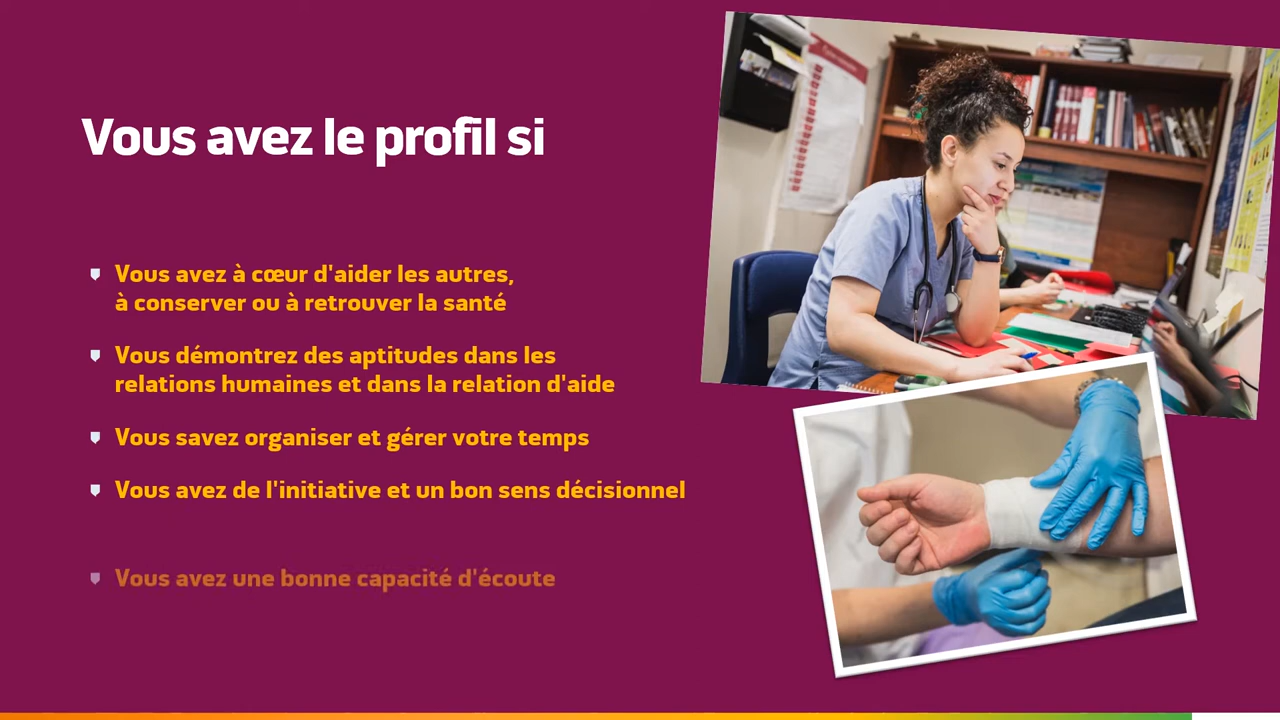 Vous avez le profil si
Vous avez à cœur d'aider les autres,
à conserver ou à retrouver la santé
Vous démontrez des aptitudes dans les
relations humaines et dans la relation d'aide
Vous savez organiser et gérer votre temps
Vous avez de l'initiative et un bon sens décisionnel
Vous avez une bonne capacité d'écoute